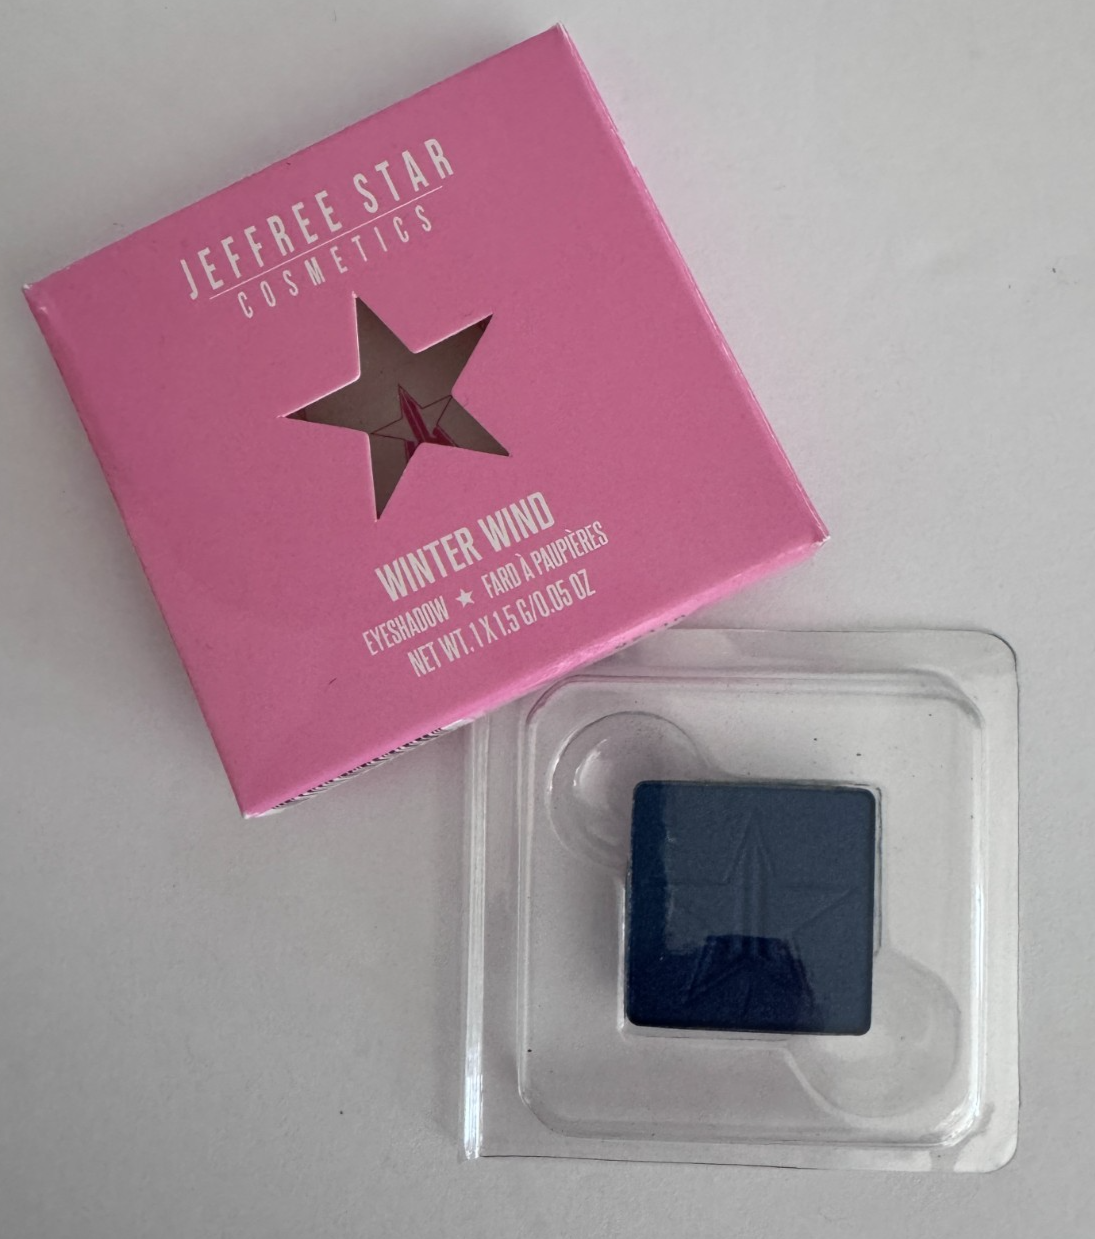 JEFFREE STAR
COSMETICS
WINTER WIND
EYESHADOW ★ FARD À PAUPIÈRES
NET WT. 1 X 1.5 G/0.05 OZ